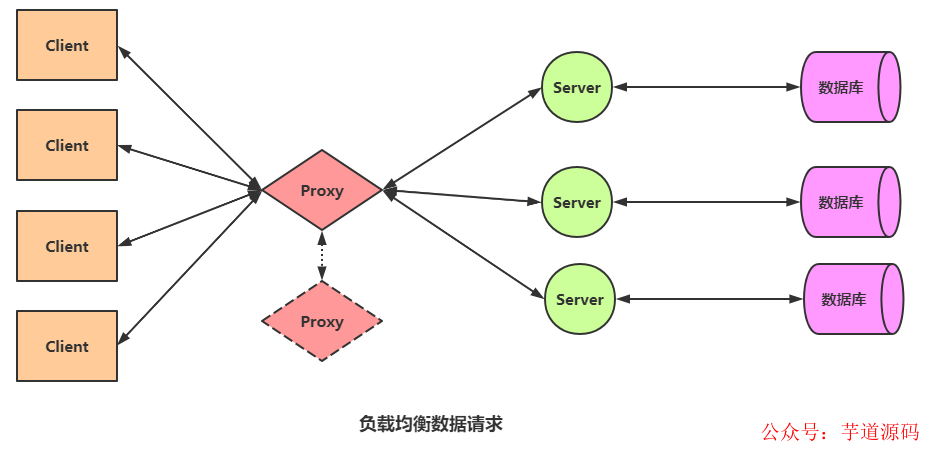 Client
Client
Client
Client
Proxy
Proxy
Server
Server
Server
数据库
数据库
数据库
负载均衡数据请求
公众号：芋道源码